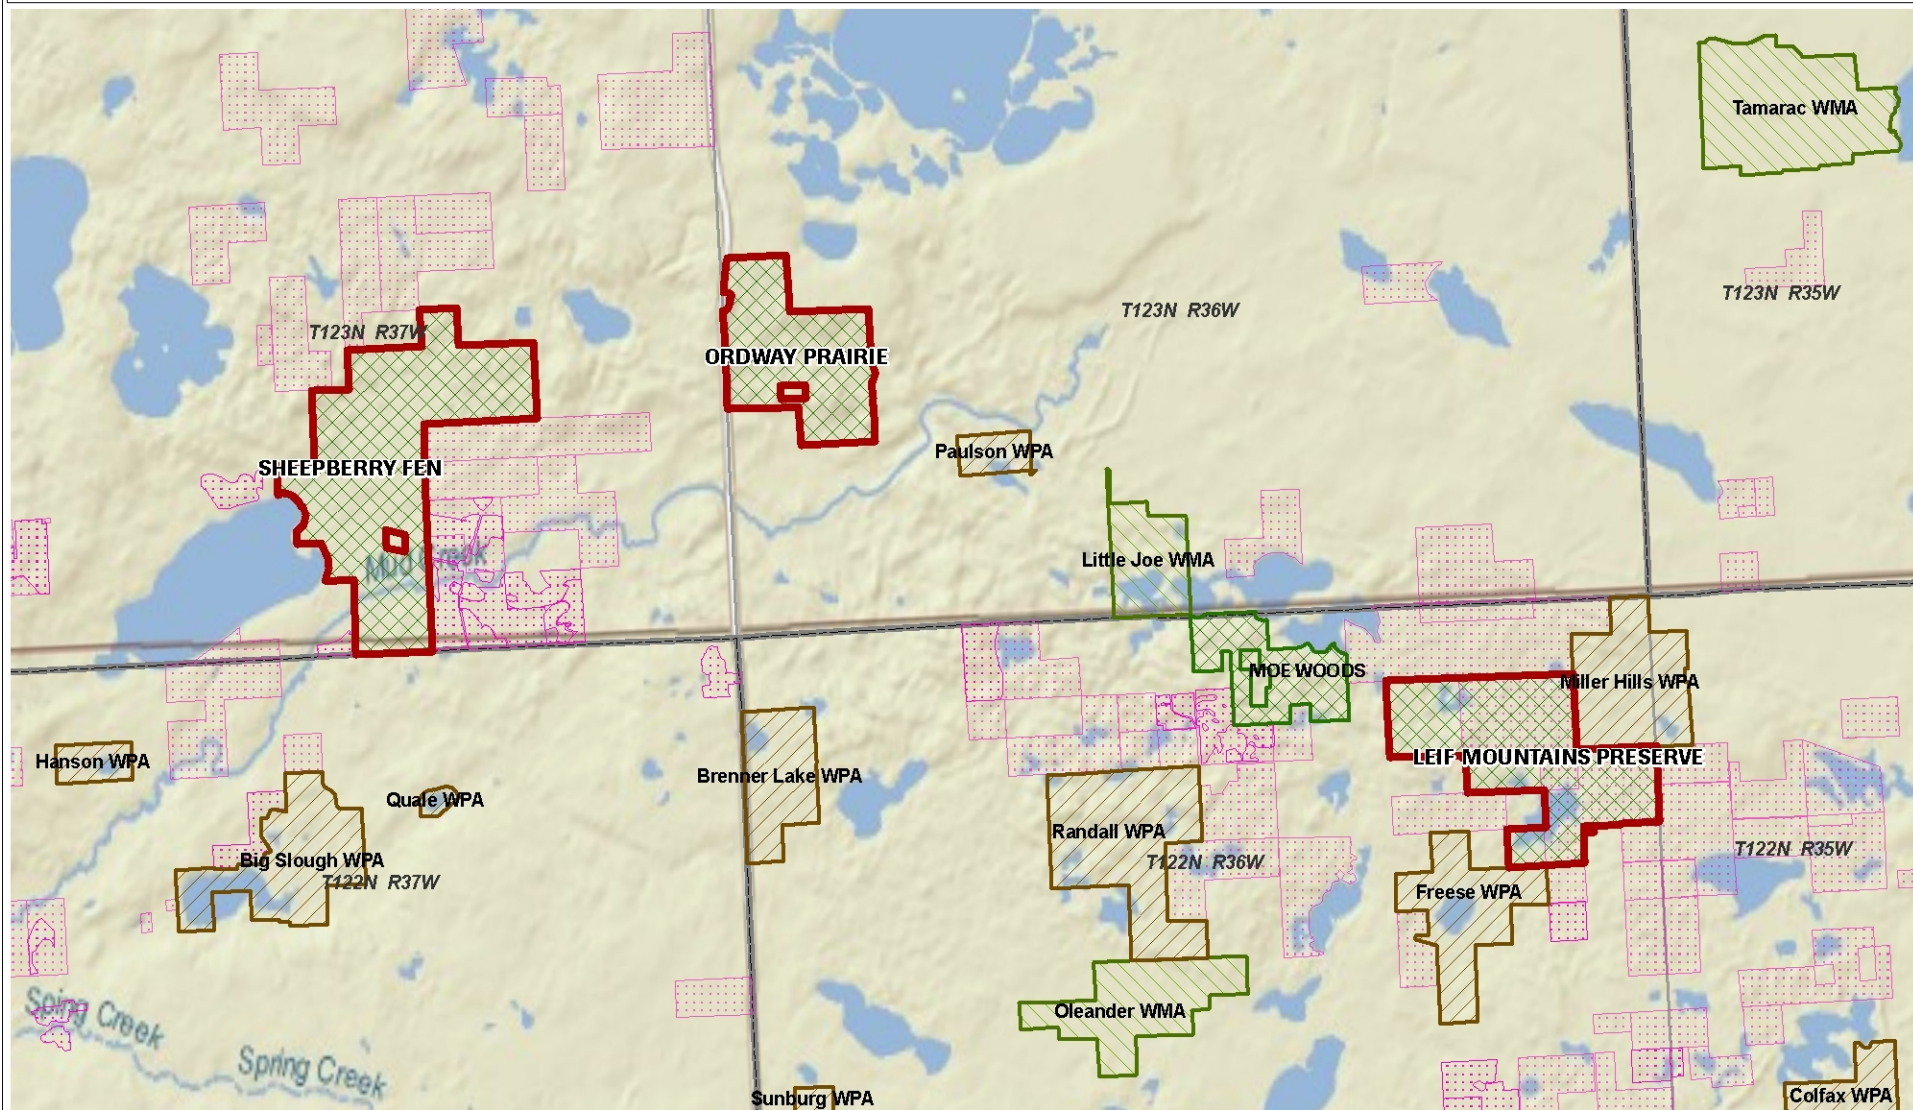 Tamarac WMA
T123N R36W
T123N R35W
T123N R37W
ORDWAY PRAIRIE
SHEEPBERRY FEN
Paulson WPA
Mud Creek
Little Joe WMA
MOE WOODS
Miller Hills WPA
LEIF MOUNTAINS PRESERVE
Hanson WPA
Brenner Lake WPA
Quale WPA
Randall WPA
T122N R36W
T122N R35W
Big Slough WPA
T122N R37W
Freese WPA
Sping Creek
Oleander WMA
Spring Creek
Sunburg WPA
Colfax WPA